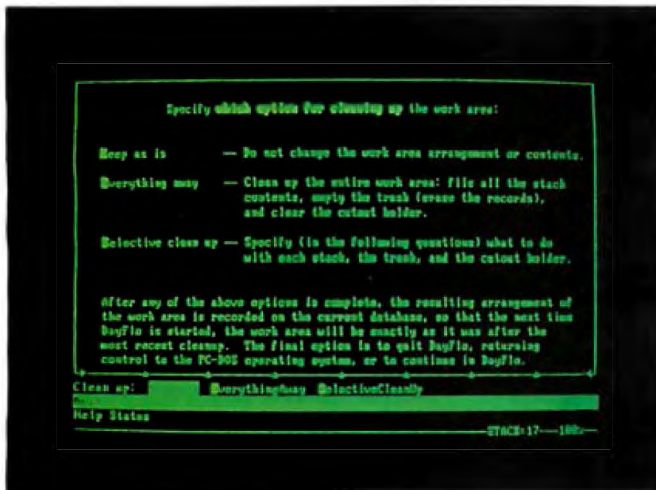 Specify which option for cleaning up the work area:
Keep as is — Do not change the work area arrangement or contents.
Everything away — Clean up the entire work area: File all the stack
contents, empty the trash (erase the records),
and clear the cutout holder.
Selective clean up — Specify (in the following questions) what to do
with each stack, the trash, and the cutout holder.
After any of the above options is complete, the resulting arrangement of
the work area is recorded on the current database, so that the next time
DayFlo is started, the work area will be exactly as it was after the
most recent cleanup. The final option is to quit DayFlo, returning
control to the PC-DOS operating system, or to continue in DayFlo.
Clean up: EverythingAway SelectiveCleanUp
Help Status
STACK:17 100%